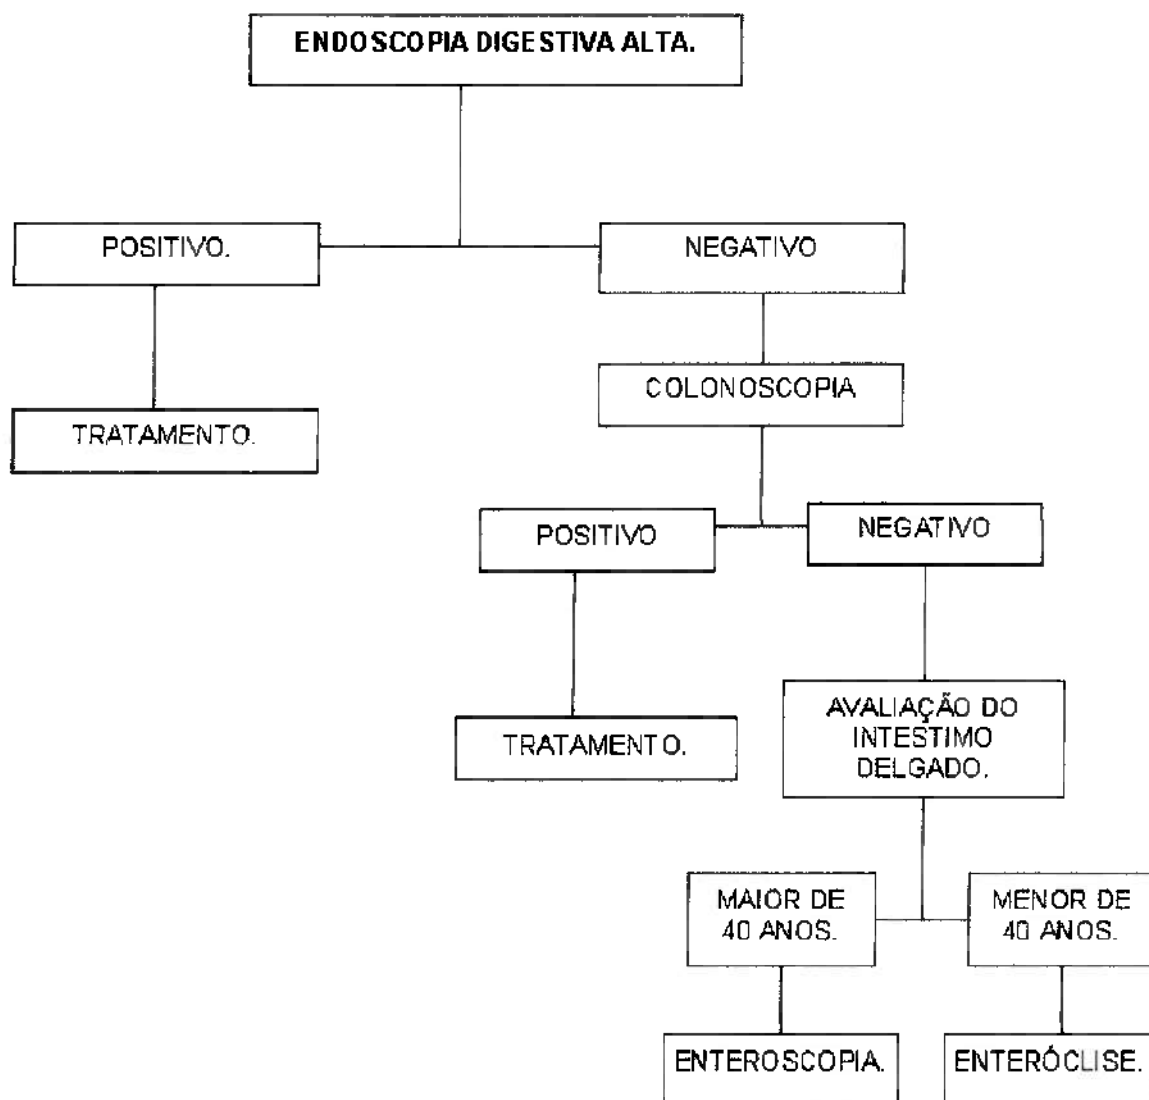 ENDOSCOPIA DIGESTIVA ALTA.
POSITIVO.
NEGATIVO
COLONOSCOPIA
TRATAMENTO.
POSITIVO
NEGATIVO
TRATAMENTO.
AVALIAÇÃO DO
INTESTIMO
DELGADO.
MAIOR DE
40 ANOS.
MENOR DE
40 ANOS.
ENTEROSCOPIA.
ENTERÓCLISE.